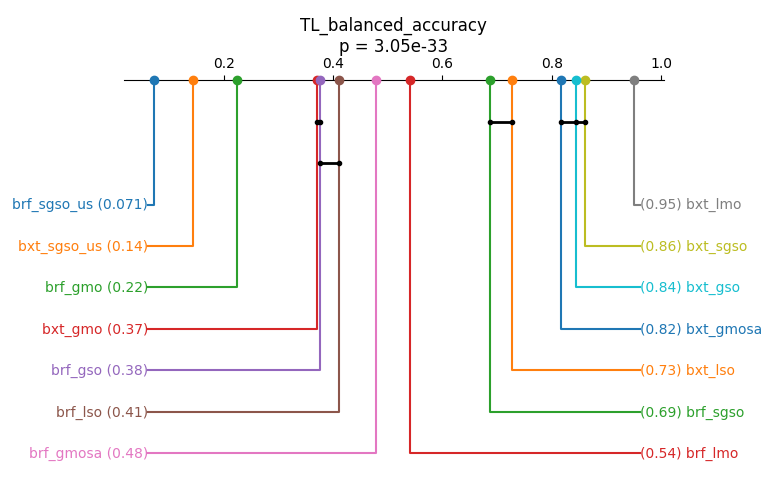 TL_balanced_accuracy
p = 3.05e-33
0.2 0.4 0.6 0.8 1.0
brf_sgso_us (0.071) (0.95) bxt_lmo
bxt_sgso_us (0.14) (0.86) bxt_sgso
brf_gmo (0.22) (0.84) bxt_gso
bxt_gmo (0.37) (0.82) bxt_gmosa
brf_gso (0.38) (0.73) bxt_lso
brf_lso (0.41) (0.69) brf_sgso
brf_gmosa (0.48) (0.54) brf_lmo